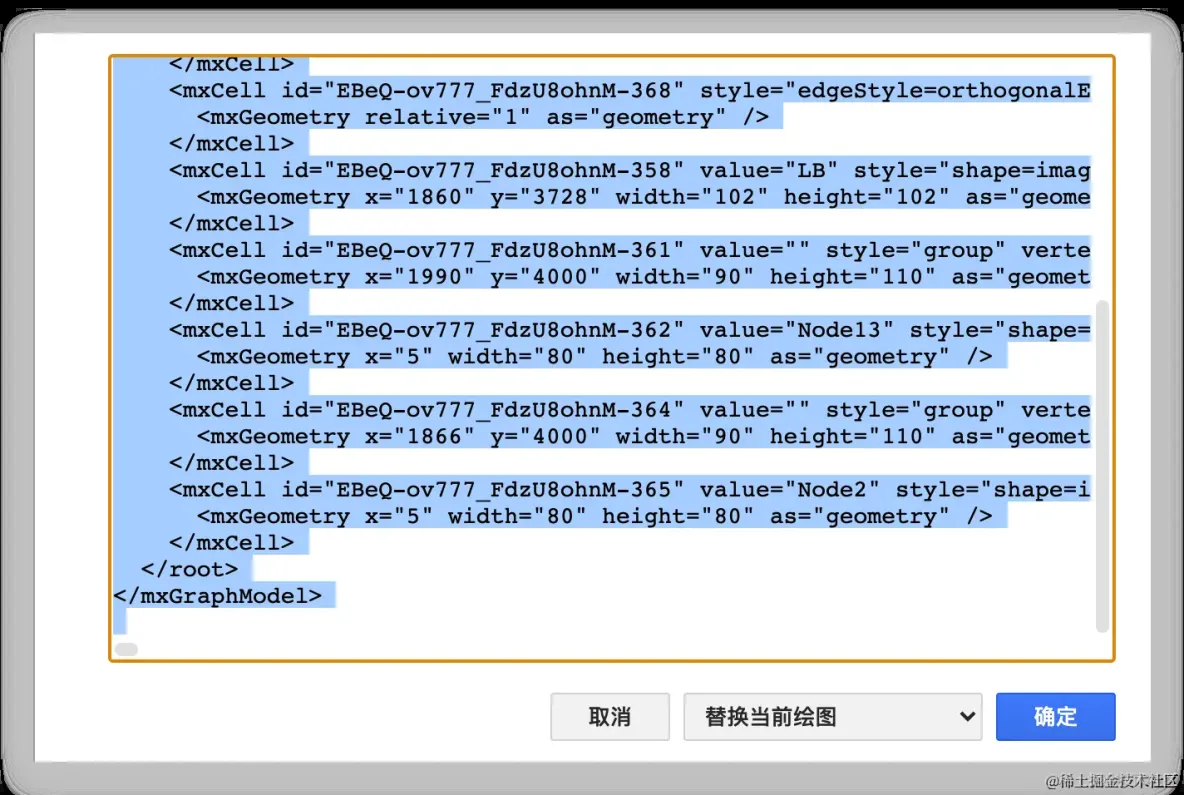 </mxCell>
<mxCell id="EBeQ-ov777_FdzU8ohnM-368" style="edgeStyle=orthogonalE
<mxGeometry relative="1" as="geometry" />
</mxCell>
<mxCell id="EBeQ-ov777_FdzU8ohnM-358" value="LB" style="shape=imag
<mxGeometry x="1860" y="3728" width="102" height="102" as="geome
</mxCell>
<mxCell id="EBeQ-ov777_FdzU8ohnM-361" value="" style="group" verte
<mxGeometry x="1990" y="4000" width="90" height="110" as="geomet
</mxCell>
<mxCell id="EBeQ-ov777_FdzU8ohnM-362" value="Node13" style="shape=
<mxGeometry x="5" width="80" height="80" as="geometry" />
</mxCell>
<mxCell id="EBeQ-ov777_FdzU8ohnM-364" value="" style="group" verte
<mxGeometry x="1866" y="4000" width="90" height="110" as="geomet
</mxCell>
<mxCell id="EBeQ-ov777_FdzU8ohnM-365" value="Node2" style="shape=i
<mxGeometry x="5" width="80" height="80" as="geometry" />
</mxCell>
</root>
</mxGraphModel>
取消 替换当前绘图 确定
@稀土掘金技术社区